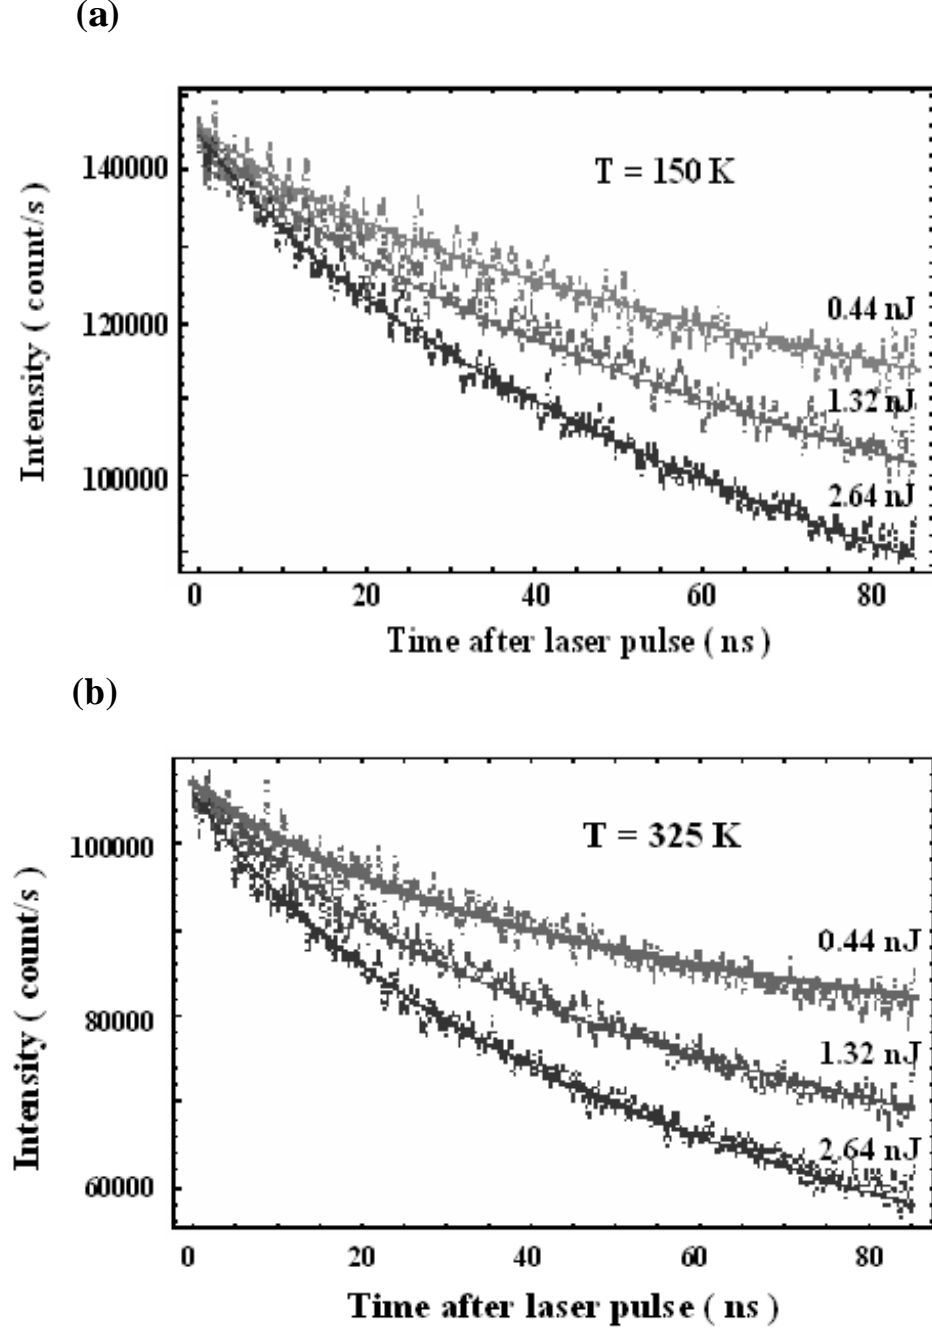 (a)
T = 150 K
140000
120000
100000
0.44 nJ
1.32 nJ
2.64 nJ
Intensity ( count/s )
0 20 40 60 80
Time after laser pulse ( ns )
(b)
T = 325 K
100000
80000
60000
0.44 nJ
1.32 nJ
2.64 nJ
Intensity ( count/s )
0 20 40 60 80
Time after laser pulse ( ns )